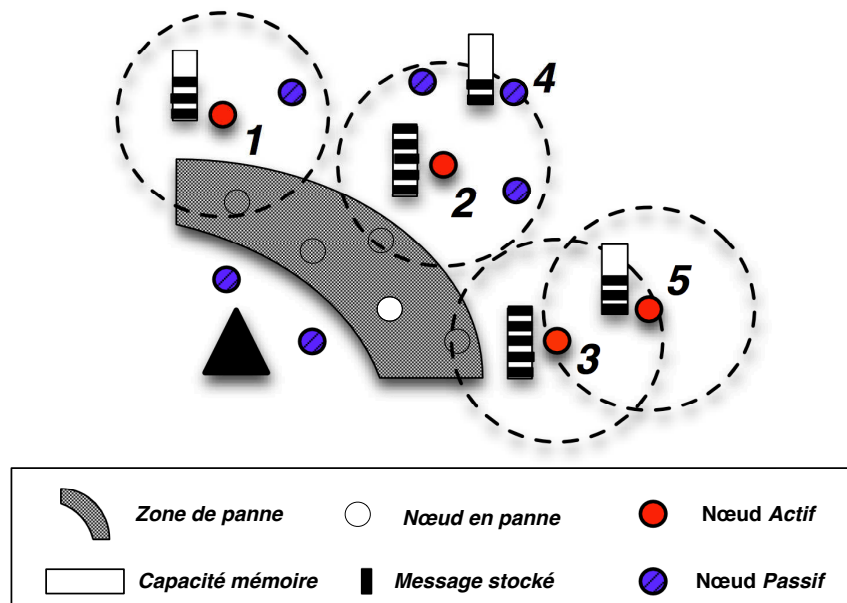 1
4
2
5
3
Zone de panne
Nœud en panne
Nœud Actif
Capacité mémoire
Message stocké
Nœud Passif